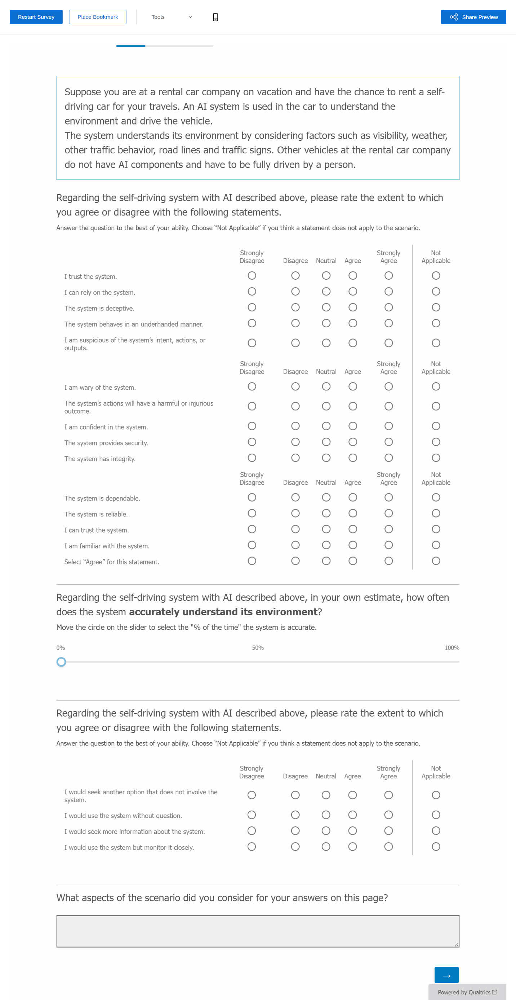 Restart Survey Place Bookmark Tools Share Preview
Suppose you are at a rental car company on vacation and have the chance to rent a self-
driving car for your travels. An AI system is used in the car to understand the
environment and drive the vehicle.
The system understands its environment by considering factors such as visibility, weather,
other traffic behavior, road lines and traffic signs. Other vehicles at the rental car company
do not have AI components and have to be fully driven by a person.
Regarding the self-driving system with AI described above, please rate the extent to which
you agree or disagree with the following statements.
Answer the question to the best of your ability. Choose “Not Applicable” if you think a statement does not apply to the scenario.
Strongly Strongly Not
Disagree Disagree Neutral Agree Agree Applicable
I trust the system.
I can rely on the system.
The system is deceptive.
The system behaves in an underhanded manner.
I am suspicious of the system’s intent, actions, or
outputs.
Strongly Strongly Not
Disagree Disagree Neutral Agree Agree Applicable
I am wary of the system.
The system’s actions will have a harmful or injurious
outcome.
I am confident in the system.
The system provides security.
The system has integrity.
Strongly Strongly Not
Disagree Disagree Neutral Agree Agree Applicable
The system is dependable.
The system is reliable.
I can trust the system.
I am familiar with the system.
Select “Agree” for this statement.
Regarding the self-driving system with AI described above, in your own estimate, how often
does the system accurately understand its environment?
Move the circle on the slider to select the "% of the time" the system is accurate.
0% 50% 100%
Regarding the self-driving system with AI described above, please rate the extent to which
you agree or disagree with the following statements.
Answer the question to the best of your ability. Choose “Not Applicable” if you think a statement does not apply to the scenario.
Strongly Strongly Not
Disagree Disagree Neutral Agree Agree Applicable
I would seek another option that does not involve the
system.
I would use the system without question.
I would seek more information about the system.
I would use the system but monitor it closely.
What aspects of the scenario did you consider for your answers on this page?
→
Powered by Qualtrics